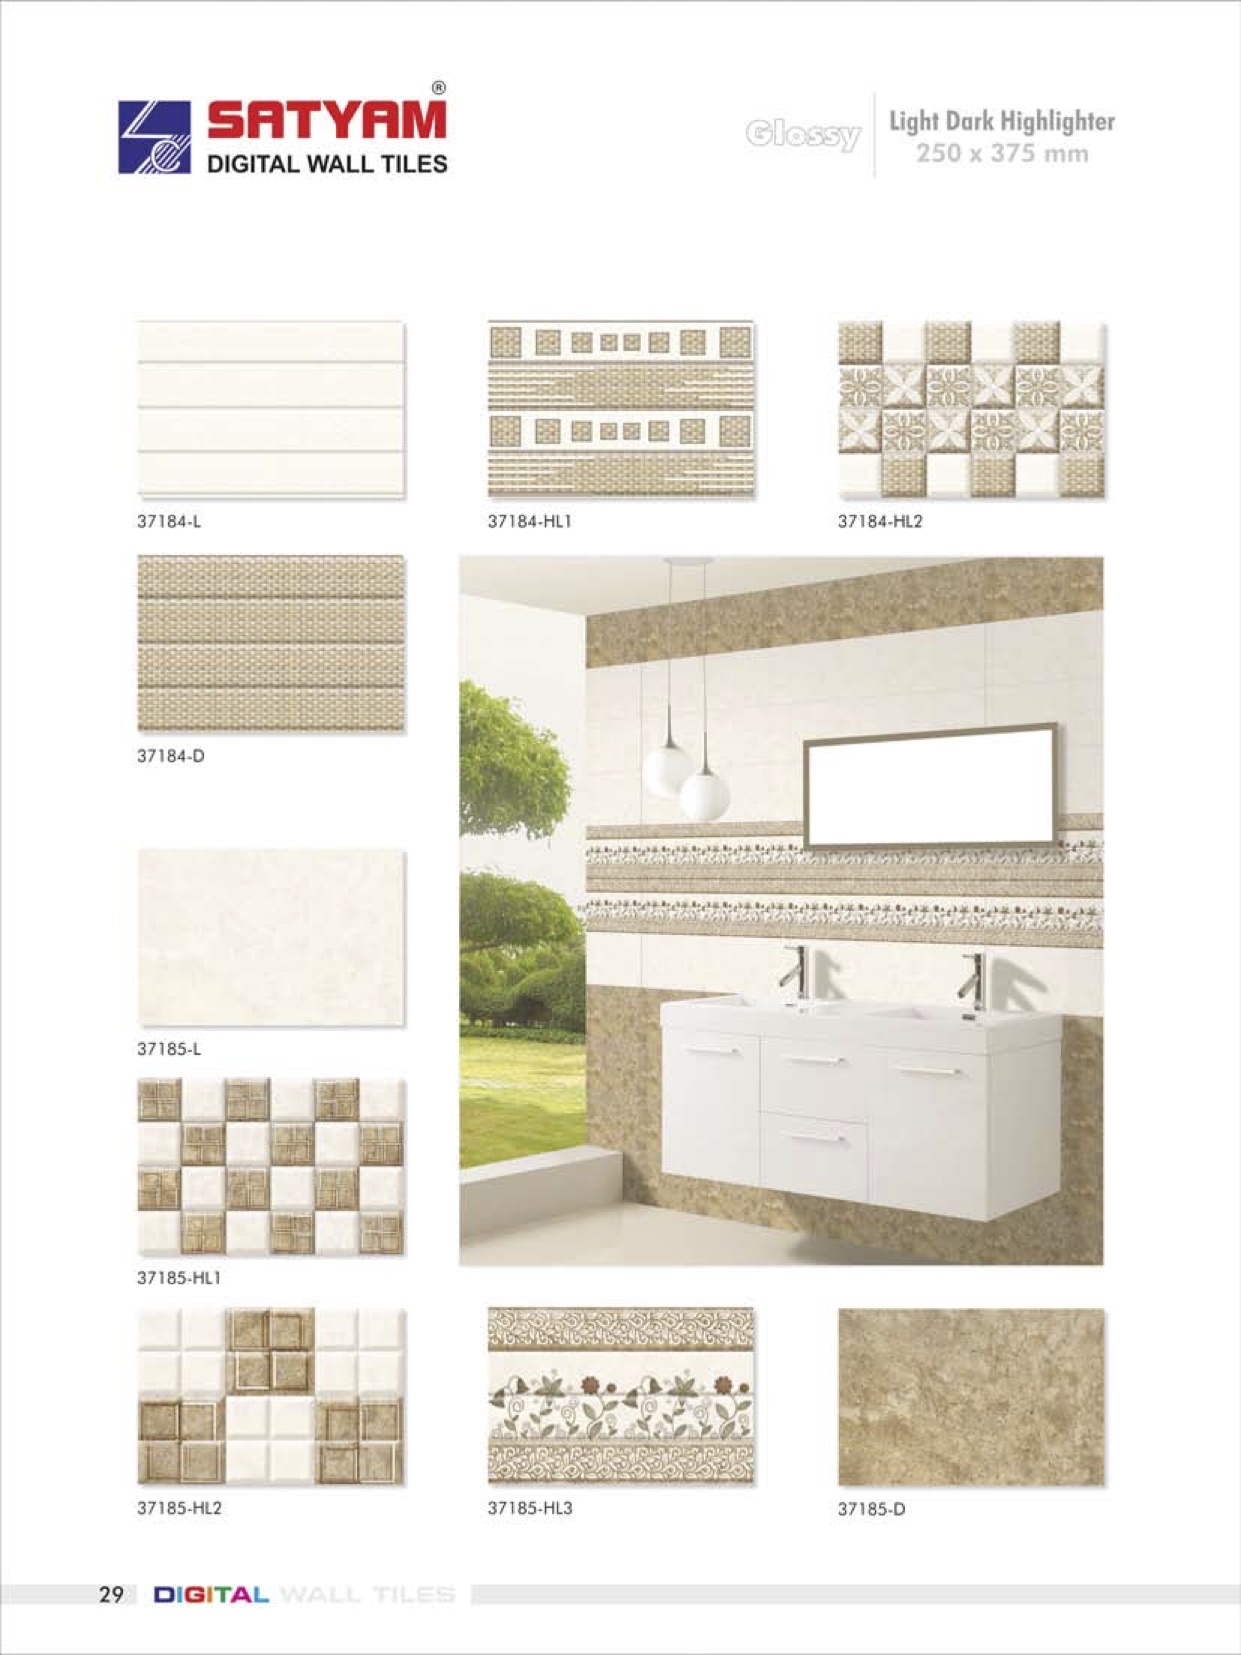 ®
SATYAM
DIGITAL WALL TILES
Glossy
Light Dark Highlighter
250 x 375 mm
37184-L
37184-HL1
37184-HL2
37184-D
37185-L
37185-HL1
37185-HL2
37185-HL3
37185-D
29 DIGITAL WALL TILES